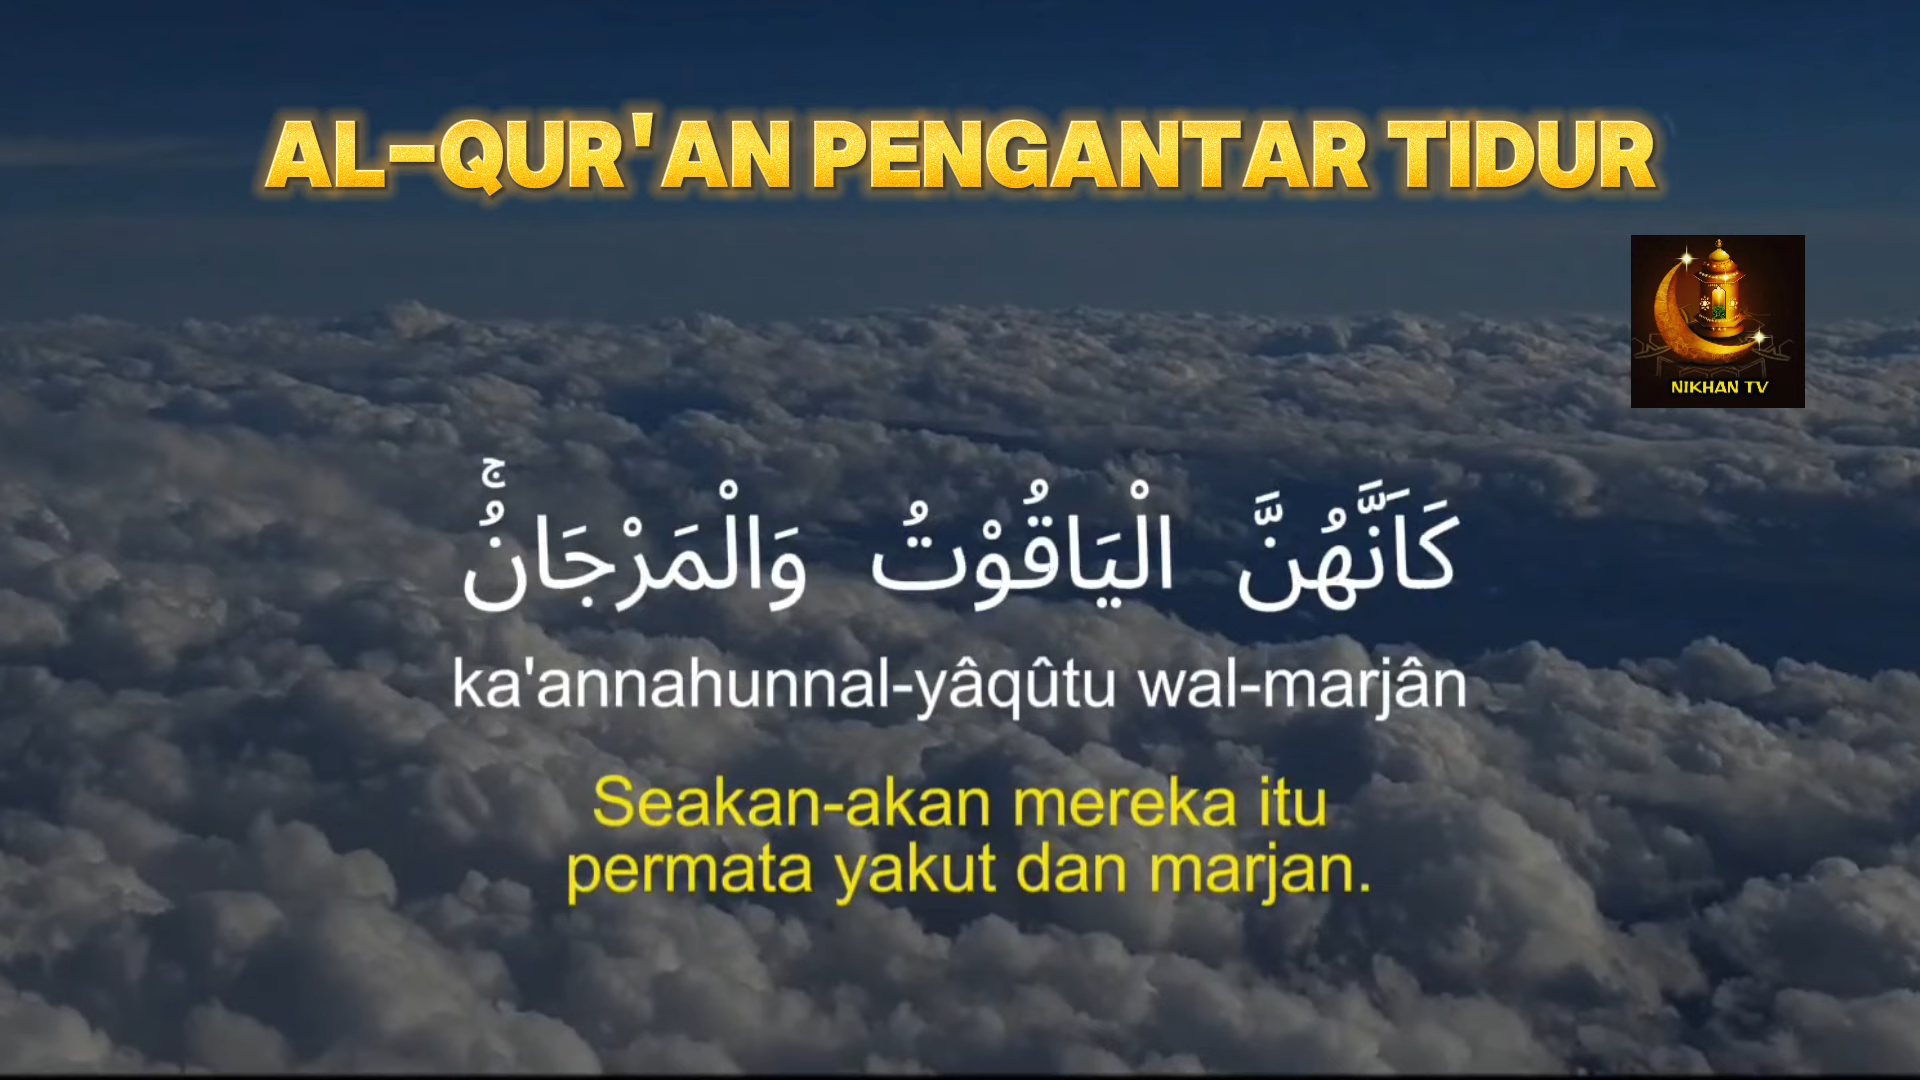 AL-QUR'AN PENGANTAR TIDUR
NIKHAN TV
كَاَنَّهُنَّ الْيَاقُوْتُ وَالْمَرْجَانُۚ
ka'annahunnal-yâqûtu wal-marjân
Seakan-akan mereka itu
permata yakut dan marjan.